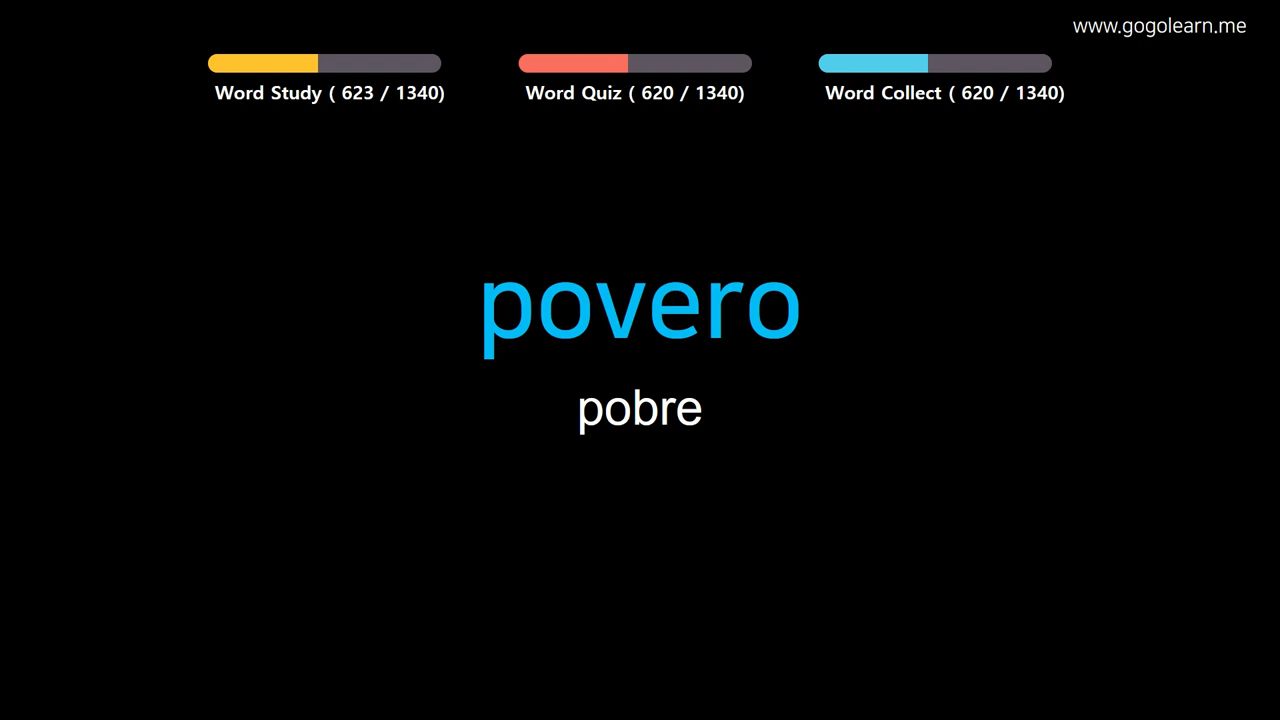 www.gogolearn.me
Word Study ( 623 / 1340)
Word Quiz ( 620 / 1340)
Word Collect ( 620 / 1340)
povero
pobre